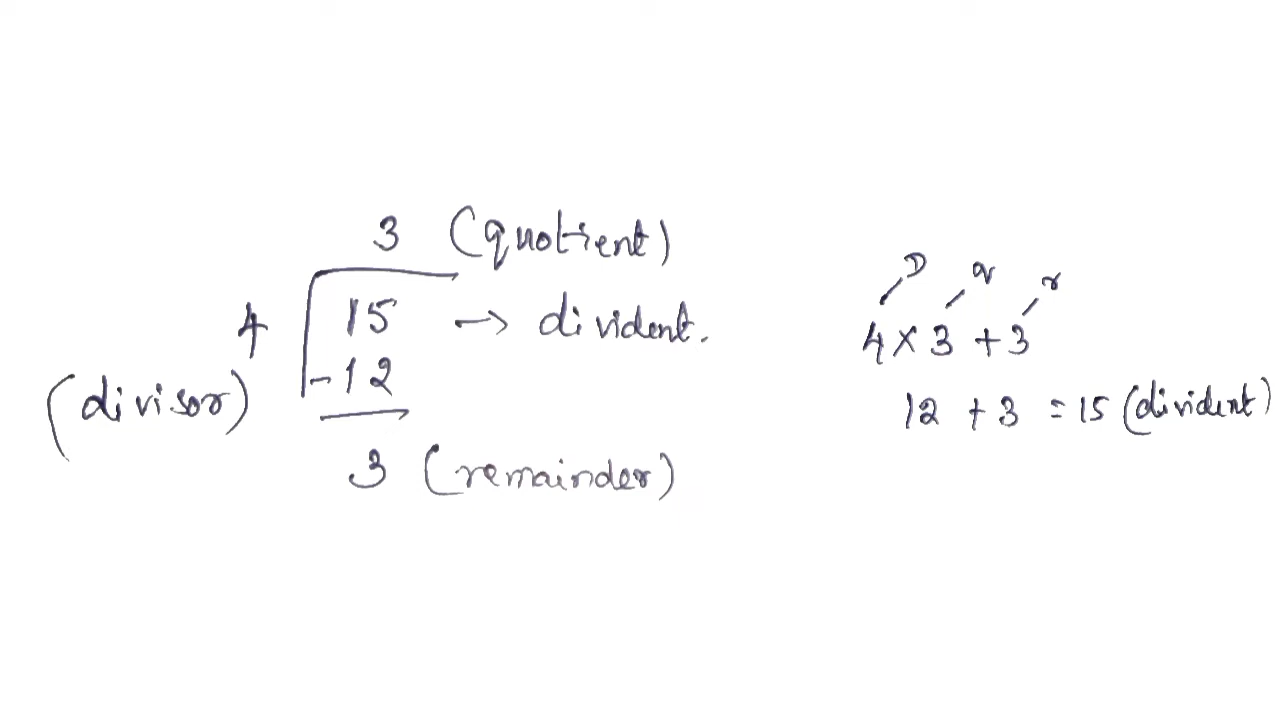 3 (quotient)
4 15 → divident.
(divisor) -12
3 (remainder)
D q r
4 × 3 + 3
12 + 3 = 15 (divident)